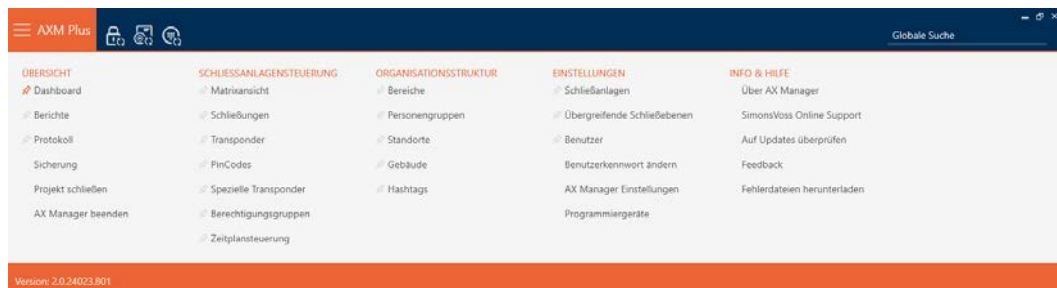 AXM Plus
Globale Suche
ÜBERSICHT SCHLIESSANLAGENSTEUERUNG ORGANISATIONSSTRUKTUR EINSTELLUNGEN INFO & HILFE
Dashboard Matrixansicht Bereiche Schließanlagen Über AX Manager
Berichte Schließungen Personengruppen Übergreifende Schließebenen SimonsVoss Online Support
Protokoll Transponder Standorte Benutzer Auf Updates überprüfen
Sicherung PinCodes Gebäude Benutzerkennwort ändern Feedback
Projekt schließen Spezielle Transponder Hashtags AX Manager Einstellungen Fehlerdateien herunterladen
AX Manager beenden Berechtigungsgruppen Programmiergeräte
Zeitplansteuerung
Version: 2.0.24023.801